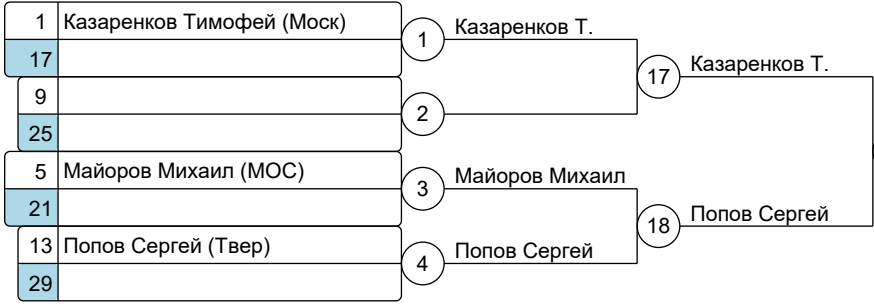 1 Казаренков Тимофей (Моск)
17
1 Казаренков Т.
9
25
2
17 Казаренков Т.
5 Майоров Михаил (МОС)
21
3 Майоров Михаил
13 Попов Сергей (Твер)
29
4 Попов Сергей
18 Попов Сергей